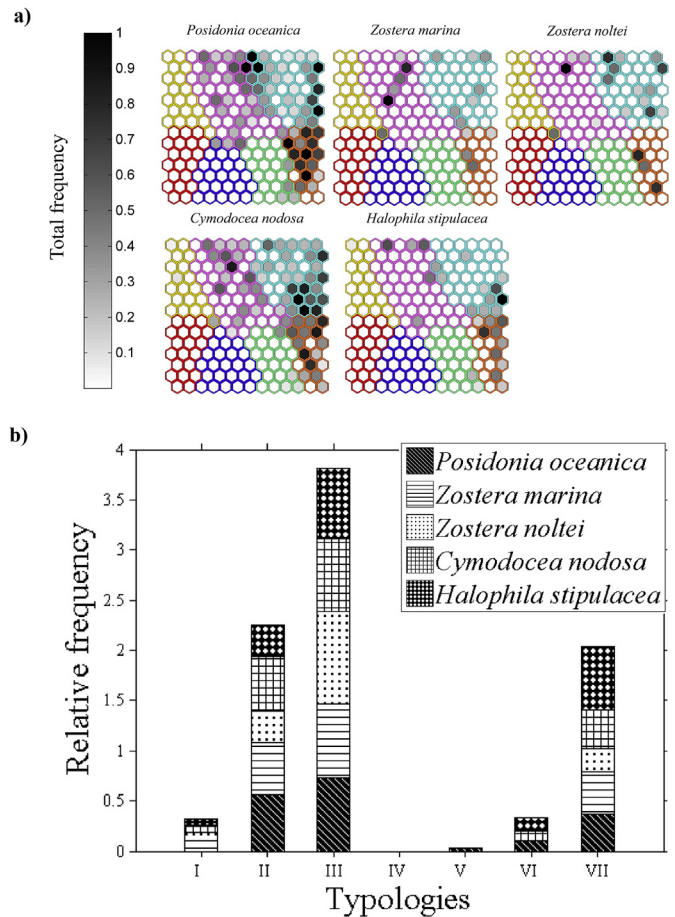 a)
Posidonia oceanica
Zostera marina
Zostera noltei
Total frequency
1
0.9
0.8
0.7
0.6
0.5
0.4
0.3
0.2
0.1
Cymodocea nodosa
Halophila stipulacea
b)
Relative frequency
4
3.5
3
2.5
2
1.5
1
0.5
0
Posidonia oceanica
Zostera marina
Zostera noltei
Cymodocea nodosa
Halophila stipulacea
I II III IV V VI VII
Typologies